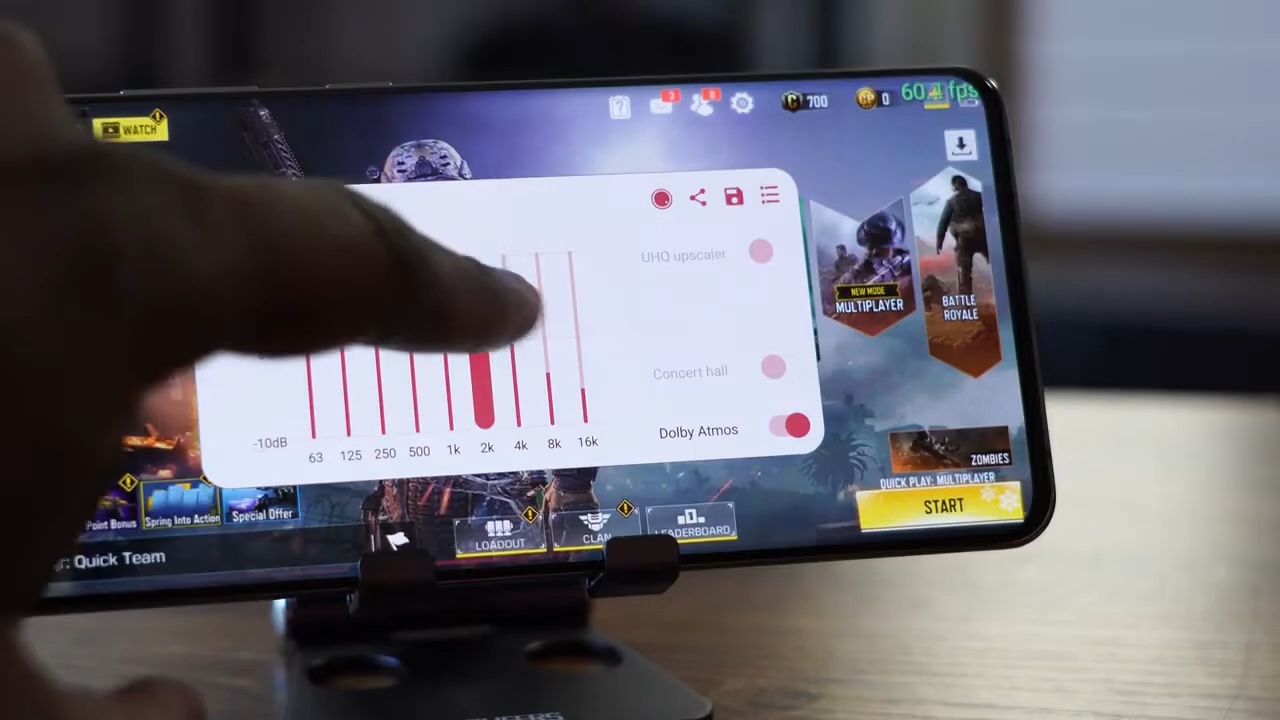 60.4 fps
WATCH
3
700
0
UHQ upscaler
NEW MODE
MULTIPLAYER
BATTLE
ROYALE
Concert hall
Dolby Atmos
-10dB
63 125 250 500 1k 2k 4k 8k 16k
ZOMBIES
QUICK PLAY: MULTIPLAYER
START
Point Bonus
Spring Into Action
Special Offer
LOADOUT
CLAN
LEADERBOARD
: Quick Team